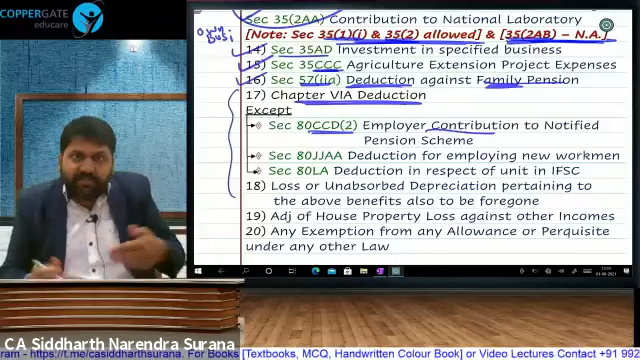 COPPERGATE
educare
own
Busi
Sec 35(2AA) Contribution to National Laboratory
[Note: Sec 35(1)(i) & 35(2) allowed] & [35(2AB) – N.A.]
14) Sec 35AD Investment in specified business
15) Sec 35CCC Agriculture Extension Project Expenses
16) Sec 57(iia) Deduction against Family Pension
17) Chapter VIA Deduction
Except
Sec 80CCD(2) Employer Contribution to Notified
Pension Scheme
Sec 80JJAA Deduction for employing new workmen
Sec 80LA Deduction in respect of unit in IFSC
18) Loss or Unabsorbed Depreciation pertaining to
the above benefits also to be foregone
19) Adj of House Property Loss against other Incomes
20) Any Exemption from any Allowance or Perquisite
under any other Law
CA Siddharth Narendra Surana
ram - https://t.me/casiddharthsurana. For Books [Textbooks, MCQ, Handwritten Colour Book] or Video Lectures Contact +91 992